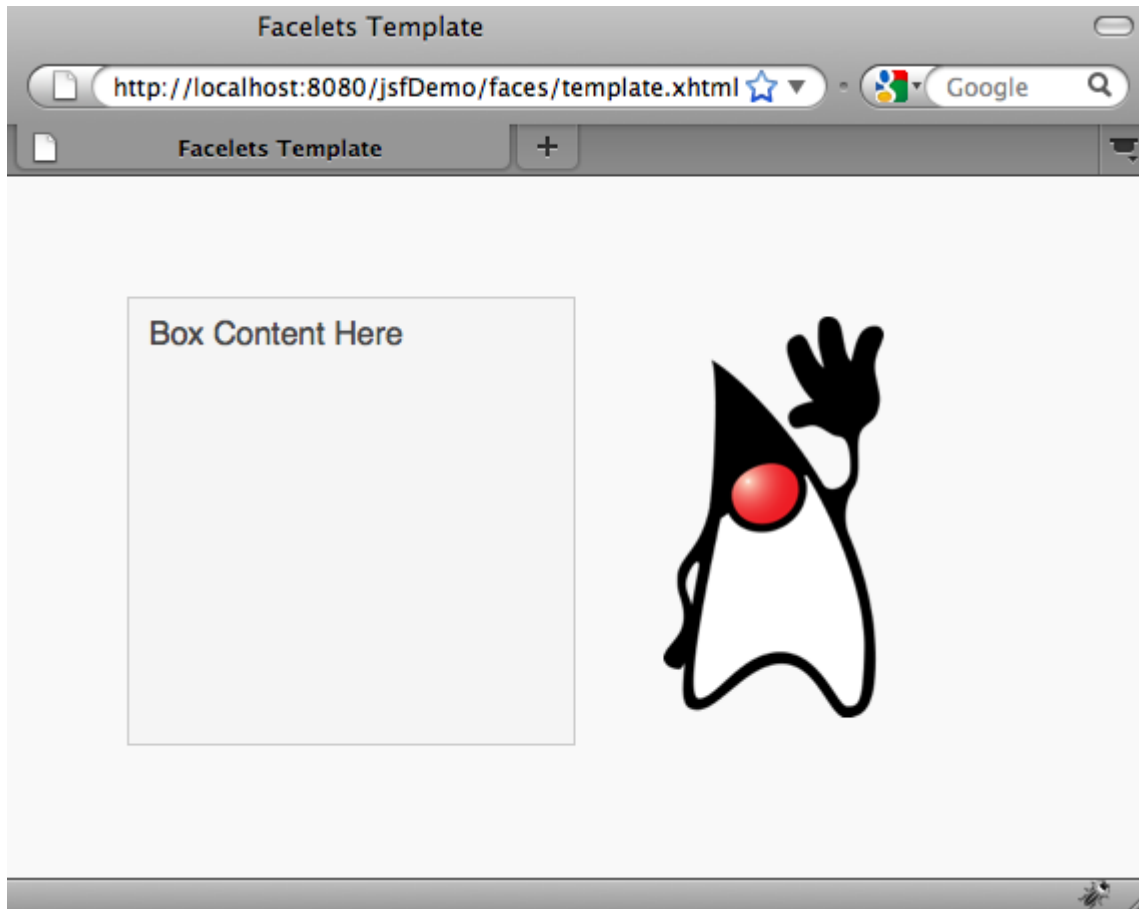 Facelets Template
http://localhost:8080/jsfDemo/faces/template.xhtml
Google
Facelets Template
Box Content Here